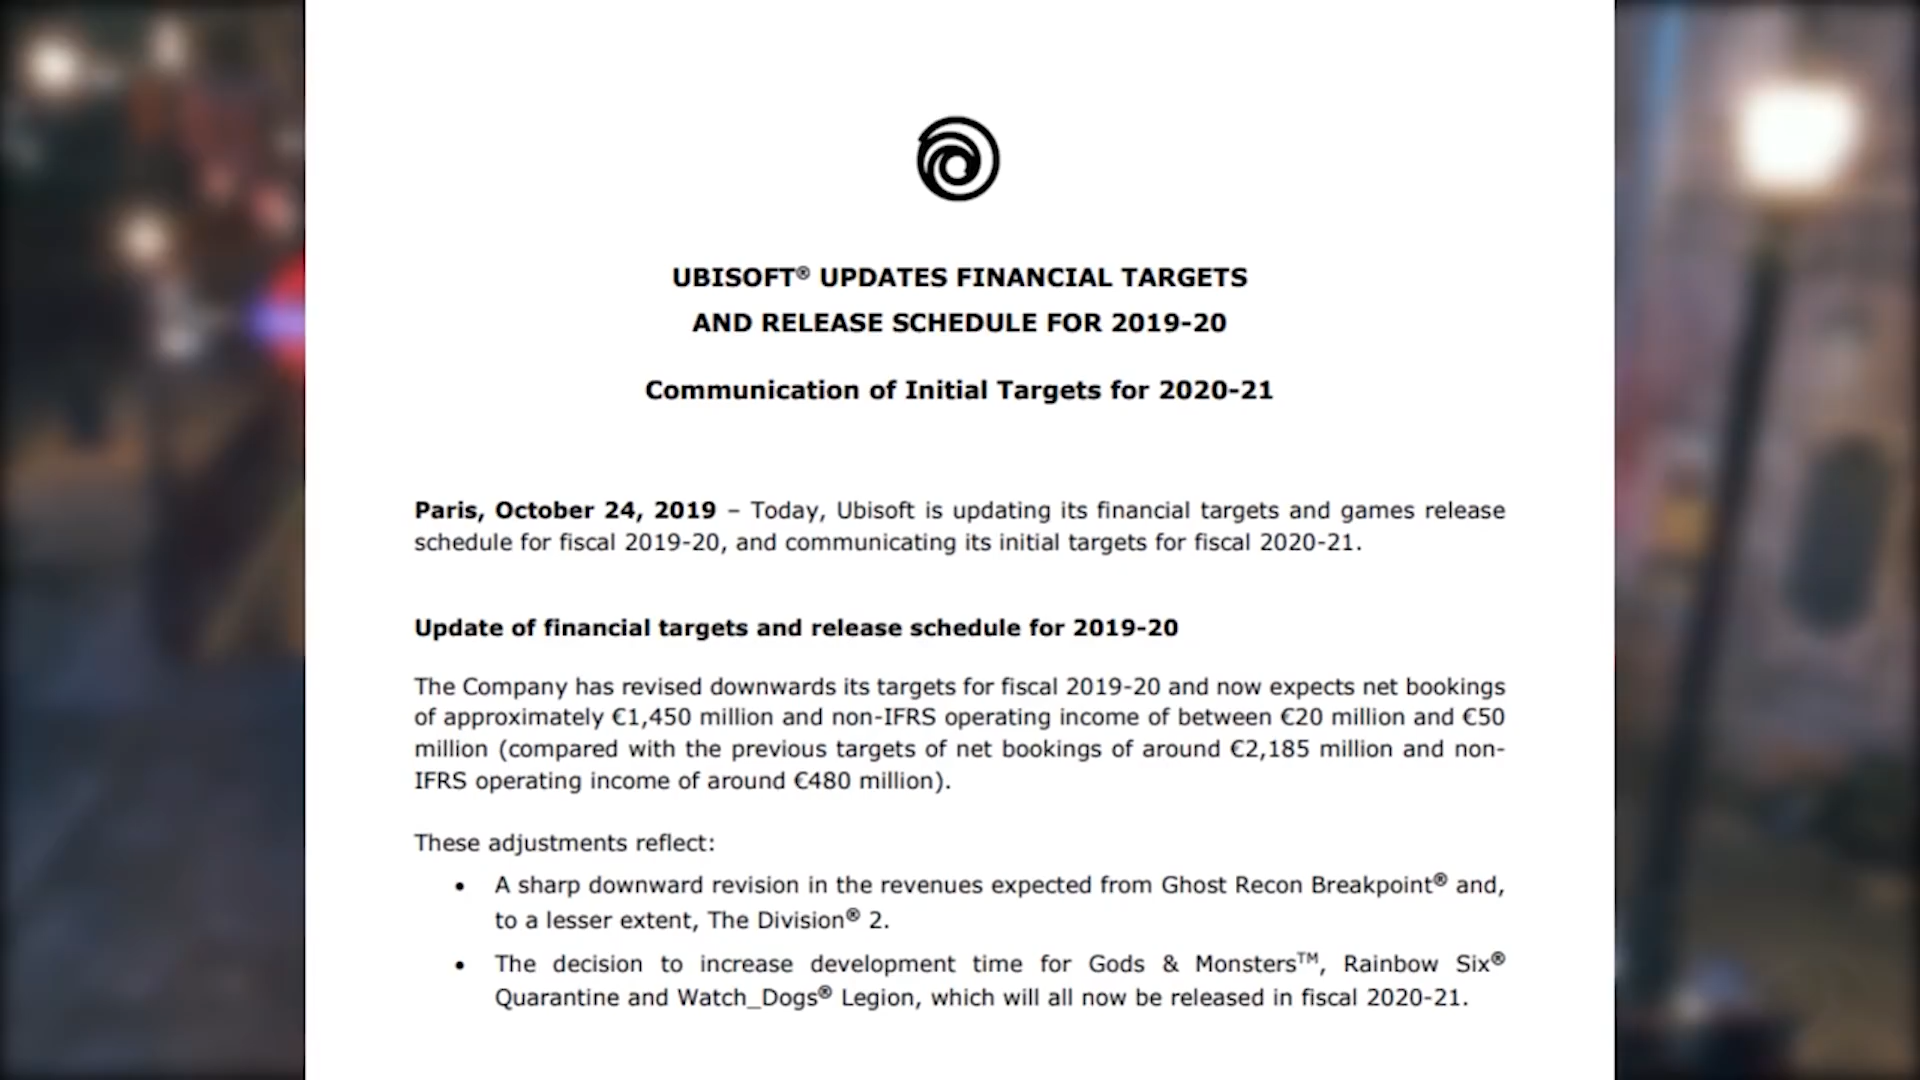 UBISOFT® UPDATES FINANCIAL TARGETS
AND RELEASE SCHEDULE FOR 2019-20
Communication of Initial Targets for 2020-21
Paris, October 24, 2019 – Today, Ubisoft is updating its financial targets and games release
schedule for fiscal 2019-20, and communicating its initial targets for fiscal 2020-21.
Update of financial targets and release schedule for 2019-20
The Company has revised downwards its targets for fiscal 2019-20 and now expects net bookings
of approximately €1,450 million and non-IFRS operating income of between €20 million and €50
million (compared with the previous targets of net bookings of around €2,185 million and non-
IFRS operating income of around €480 million).
These adjustments reflect:
• A sharp downward revision in the revenues expected from Ghost Recon Breakpoint® and,
to a lesser extent, The Division® 2.
• The decision to increase development time for Gods & Monsters™, Rainbow Six®
Quarantine and Watch_Dogs® Legion, which will all now be released in fiscal 2020-21.